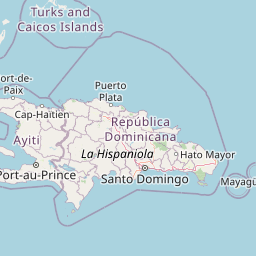 Turks and
Caicos Islands
Port-de-
Paix
Puerto
Plata
Cap-Haïtien
República
Dominicana
Ayiti
La Hispaniola
Hato Mayor
Port-au-Prince
Santo Domingo
Mayagü